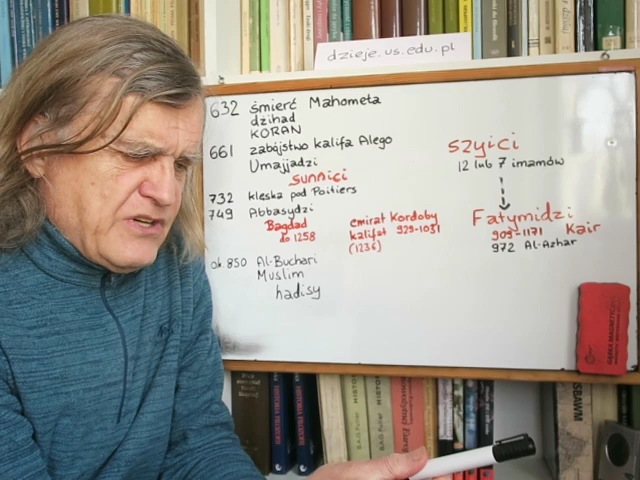 dzieje.us.edu.pl
632 śmierć Mahometa
dżihad
KORAN
661 zabójstwo kalifa Alego
Umajjadzi
sunnici
732 klęska pod Poitiers
749 Abbasydzi
Bagdad
do 1258
emirat Kordoby
kalifat 929-1031
(1236)
ok. 850 Al-Buchari
Muslim
hadisy
szyici
12 lub 7 imamów
Fatymidzi
909-1171 Kair
972 Al-Azhar